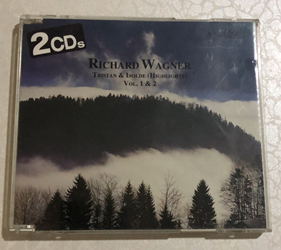 2CDs
RICHARD WAGNER
TRISTAN & ISOLDE (HIGHLIGHTS)
VOL. 1 & 2